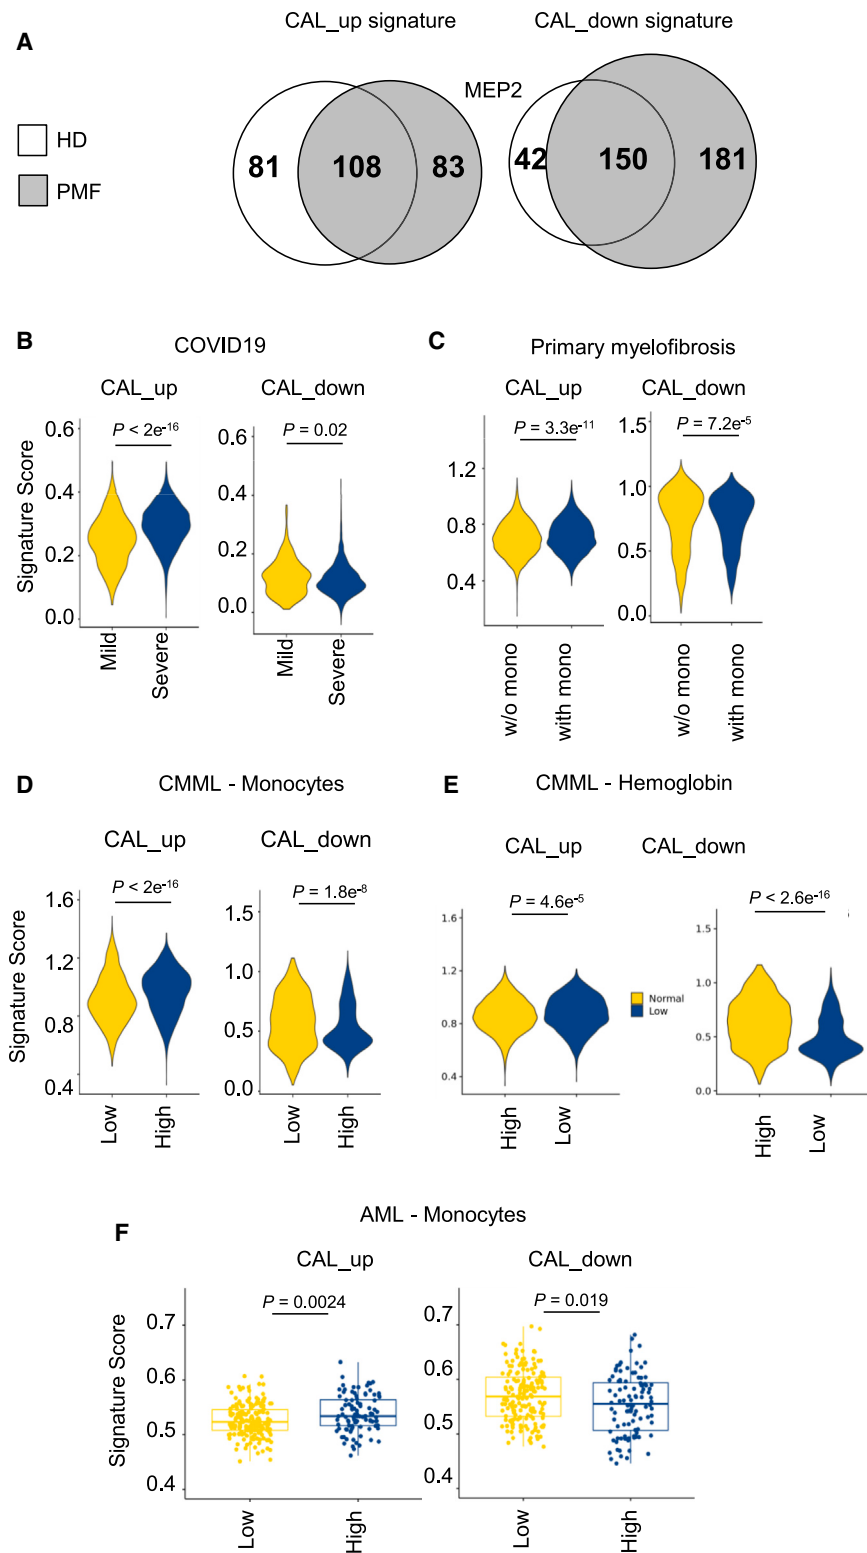 A
CAL_up signature
CAL_down signature
MEP2
HD
PMF
81
108
83
42
150
181
B
COVID19
CAL_up
CAL_down
Signature Score
0.6
0.4
0.2
0.0
P < 2e-16
Mild
Severe
0.6
0.4
0.2
0.0
P = 0.02
Mild
Severe
C
Primary myelofibrosis
CAL_up
CAL_down
1.2
0.8
0.4
P = 3.3e-11
w/o mono
with mono
1.5
1.0
0.5
0.0
P = 7.2e-5
w/o mono
with mono
D
CMML - Monocytes
CAL_up
CAL_down
Signature Score
1.6
1.2
0.8
0.4
P < 2e-16
Low
High
1.5
1.0
0.5
0.0
P = 1.8e-8
Low
High
E
CMML - Hemoglobin
CAL_up
CAL_down
1.6
1.2
0.8
0.4
P = 4.6e-5
High
Low
Normal
Low
1.5
1.0
0.5
0.0
P < 2.6e-16
High
Low
F
AML - Monocytes
CAL_up
CAL_down
Signature Score
0.7
0.6
0.5
0.4
P = 0.0024
Low
High
0.7
0.6
0.5
0.4
P = 0.019
Low
High